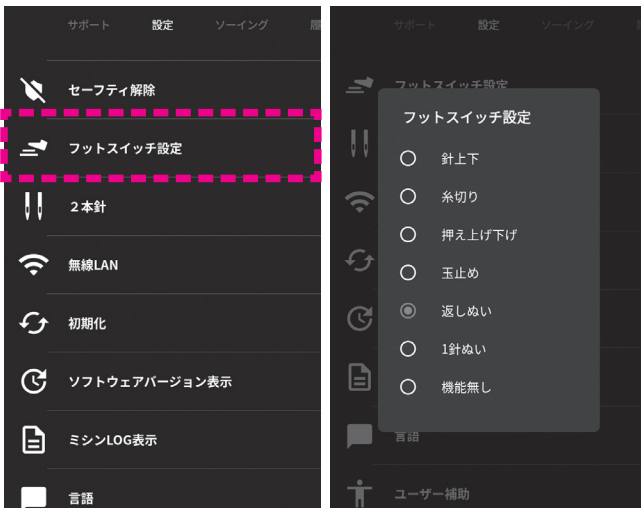 サポート 設定 ソーイング 履
セーフティ解除
フットスイッチ設定
2本針
無線LAN
初期化
ソフトウェアバージョン表示
ミシンLOG表示
言語
サポート 設定 ソーイング
フットスイッチ設定
フットスイッチ設定
針上下
糸切り
押え上げ下げ
玉止め
返しぬい
1針ぬい
機能無し
言語
ユーザー補助